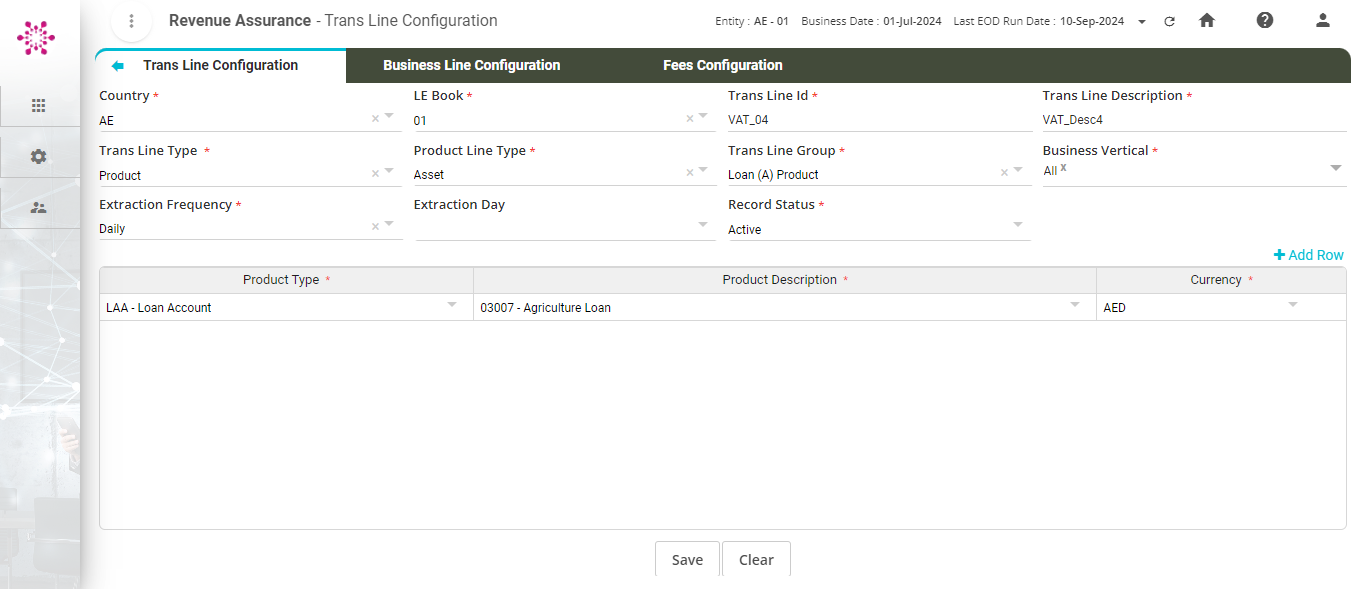 Revenue Assurance - Trans Line Configuration Entity : AE - 01 Business Date : 01-Jul-2024 Last EOD Run Date : 10-Sep-2024
Trans Line Configuration Business Line Configuration Fees Configuration
Country * LE Book * Trans Line Id * Trans Line Description *
AE × 01 × VAT_04 VAT_Desc4
Trans Line Type * Product Line Type * Trans Line Group * Business Vertical *
Product × Asset × Loan (A) Product × All x
Extraction Frequency * Extraction Day Record Status *
Daily × Active
+ Add Row
Product Type * Product Description * Currency *
LAA - Loan Account 03007 - Agriculture Loan AED
Save Clear